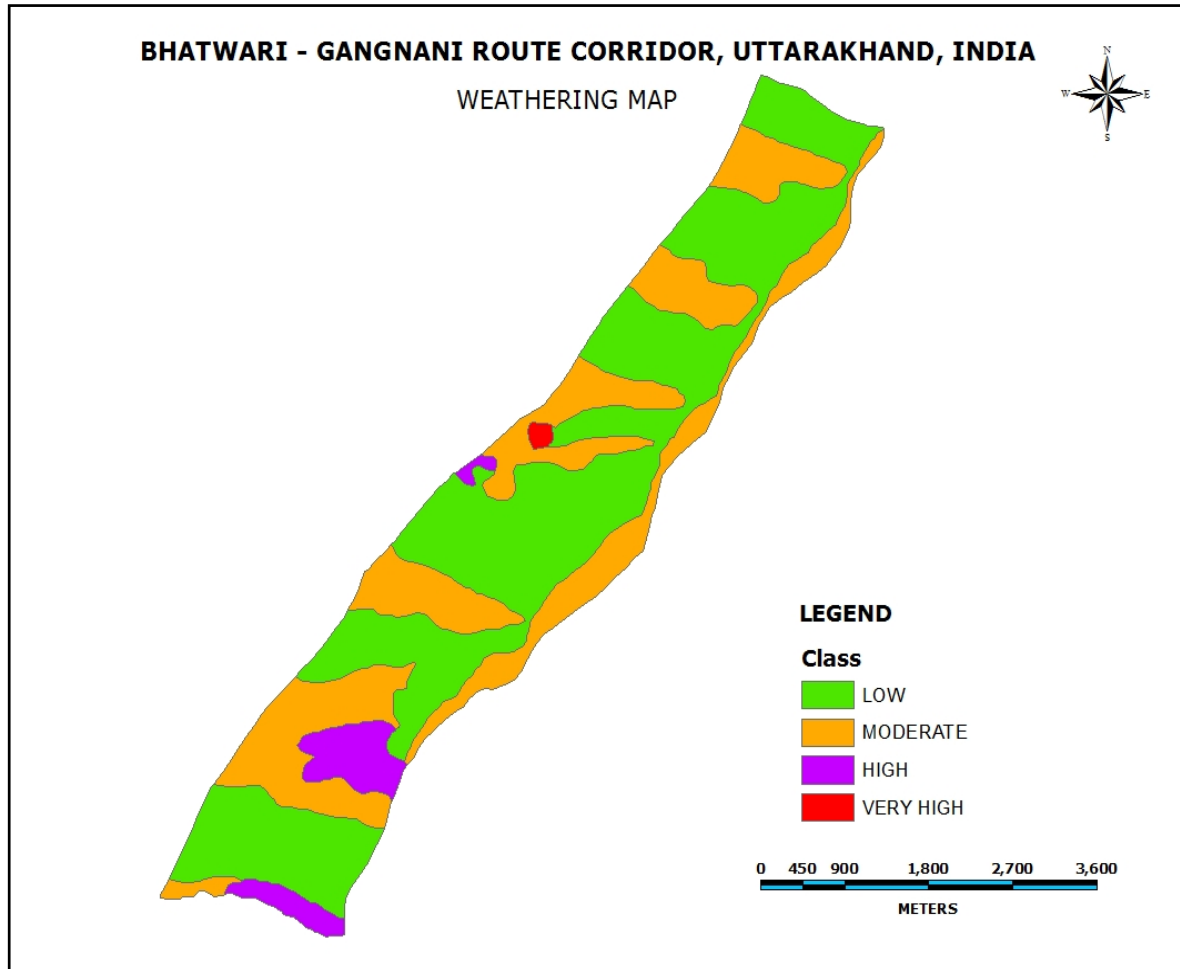 BHATWARI - GANGNANI ROUTE CORRIDOR, UTTARAKHAND, INDIA
WEATHERING MAP
N
W E
S
LEGEND
Class
LOW
MODERATE
HIGH
VERY HIGH
0 450 900 1,800 2,700 3,600
METERS